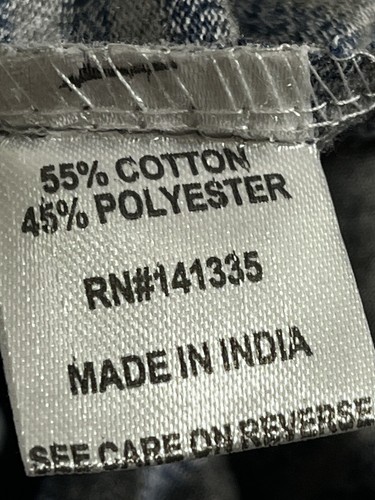 55% COTTON
45% POLYESTER
RN#141335
MADE IN INDIA
SEE CARE ON REVERSE